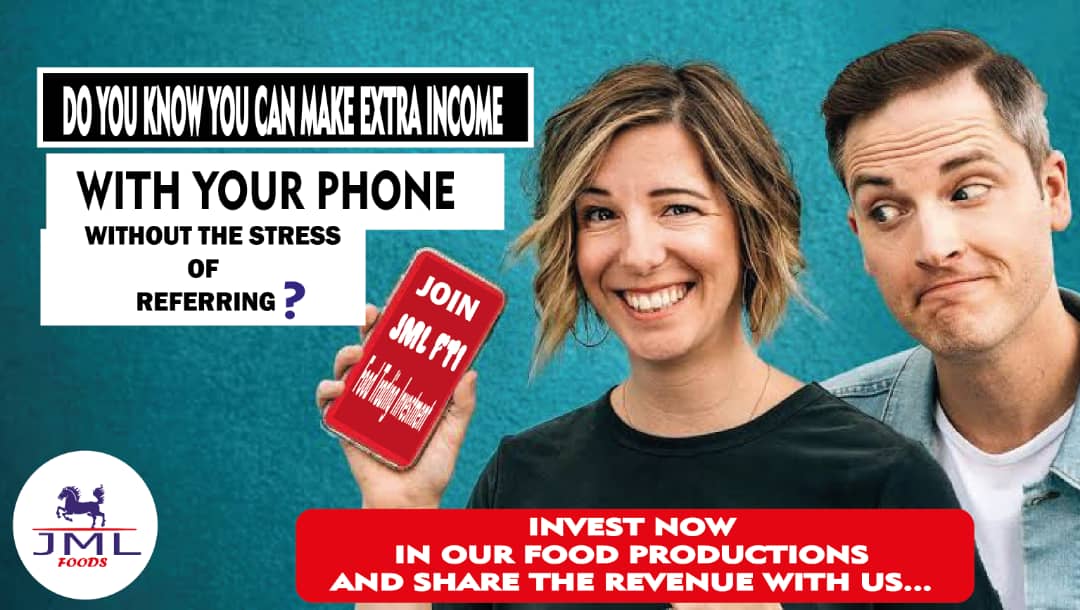 DO YOU KNOW YOU CAN MAKE EXTRA INCOME
WITH YOUR PHONE
WITHOUT THE STRESS
OF
REFERRING?
JOIN
JML FTI
Food Trading Investment
JML
FOODS
INVEST NOW
IN OUR FOOD PRODUCTIONS
AND SHARE THE REVENUE WITH US...